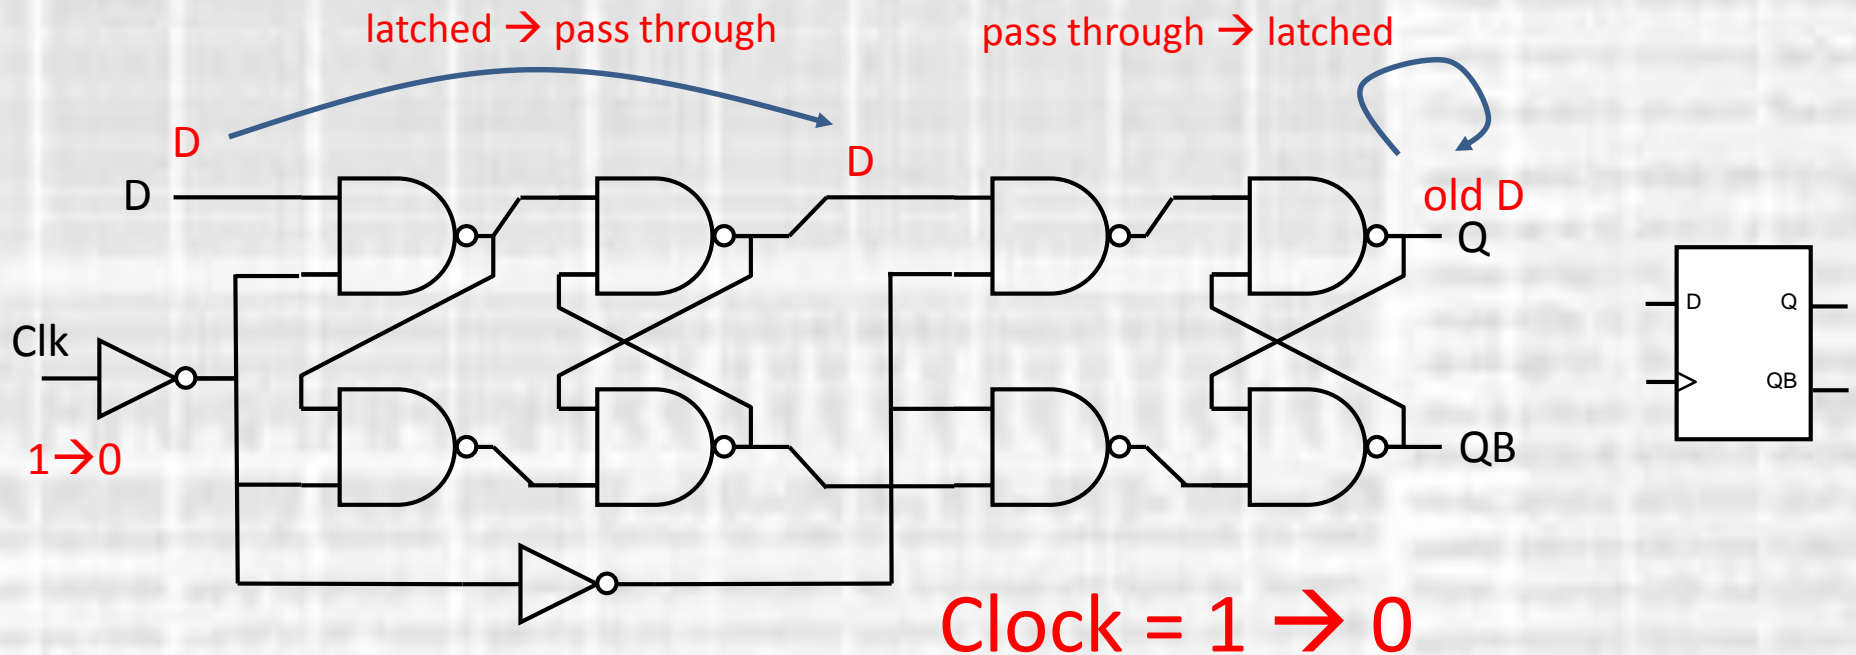 latched → pass through
pass through → latched
D
D
old D
D
Q
D
Q
Clk
QB
1→0
QB
Clock = 1 → 0